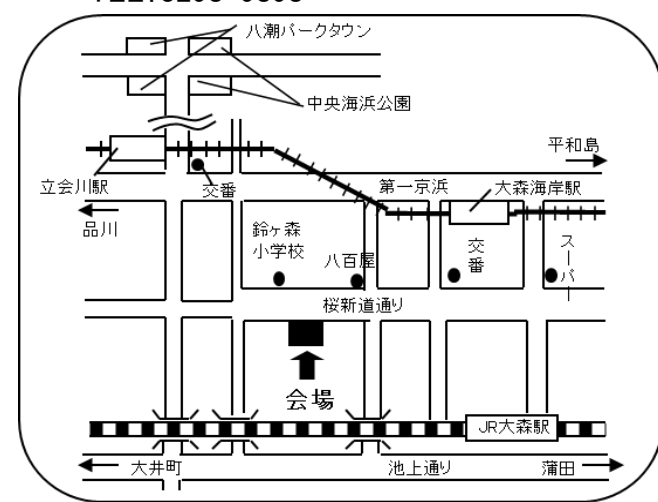 八潮パークタウン
中央海浜公園
平和島
立会川駅
交番
第一京浜
大森海岸駅
品川
鈴ヶ森
小学校
八百屋
交番
スーパー
桜新道通り
会場
JR大森駅
大井町
池上通り
蒲田